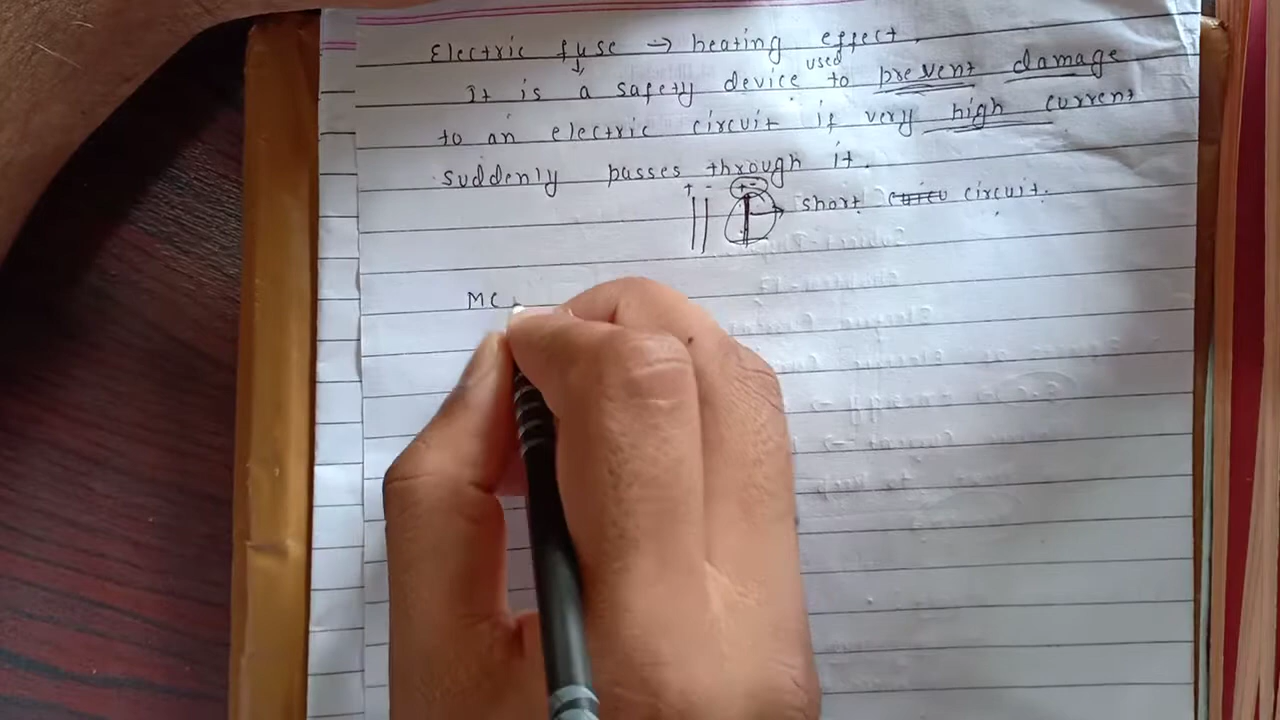 Electric fuse → heating effect.
It is a safety device used to prevent damage
to an electric circuit if very high current
suddenly passes through it.
+ - + -
short circuit.
MC